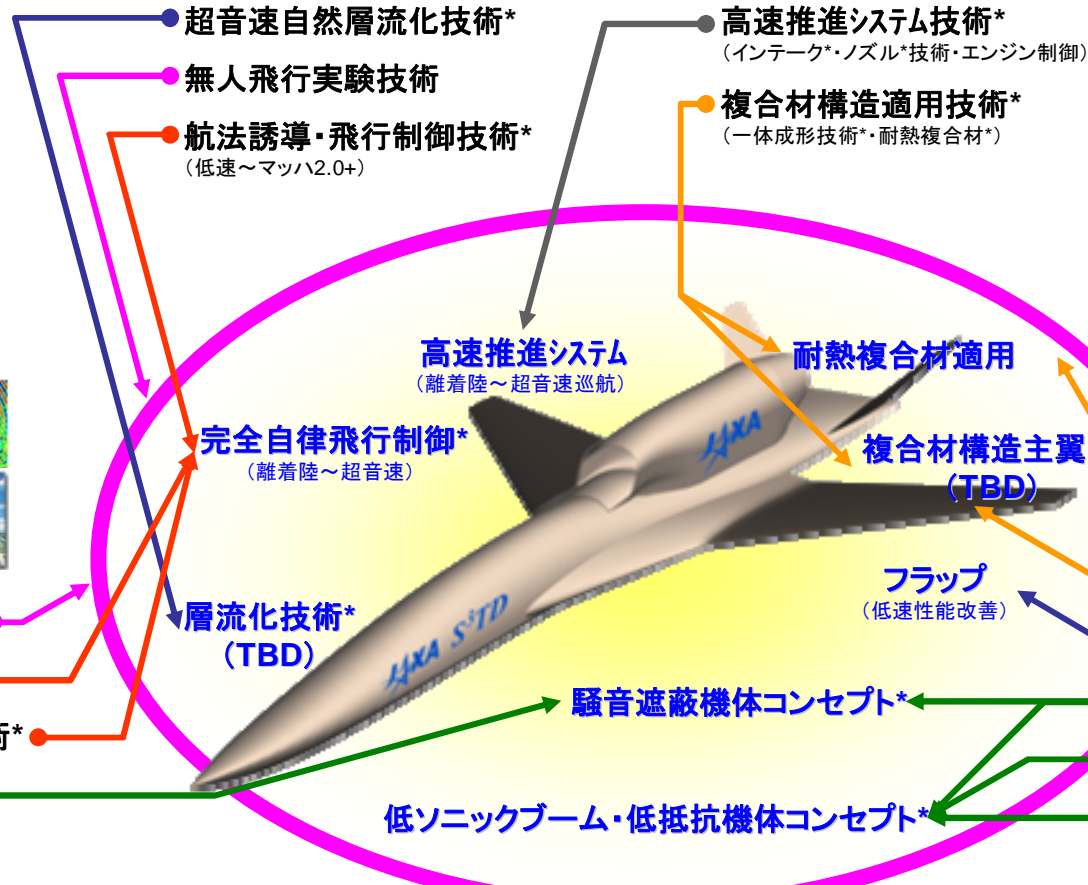 超音速自然層流化技術*
無人飛行実験技術
航法誘導・飛行制御技術*
（低速～マッハ2.0+）
高速推進システム技術*
（インテーク*・ノズル*技術・エンジン制御）
複合材構造適用技術*
（一体成形技術*・耐熱複合材*）
高速推進システム
（離着陸～超音速巡航）
耐熱複合材適用
完全自律飛行制御*
（離着陸～超音速）
複合材構造主翼
（TBD）
JAXA
フラップ
（低速性能改善）
層流化技術*
（TBD）
JAXA S³TD
騒音遮蔽機体コンセプト*
術*
低ソニックブーム・低抵抗機体コンセプト*